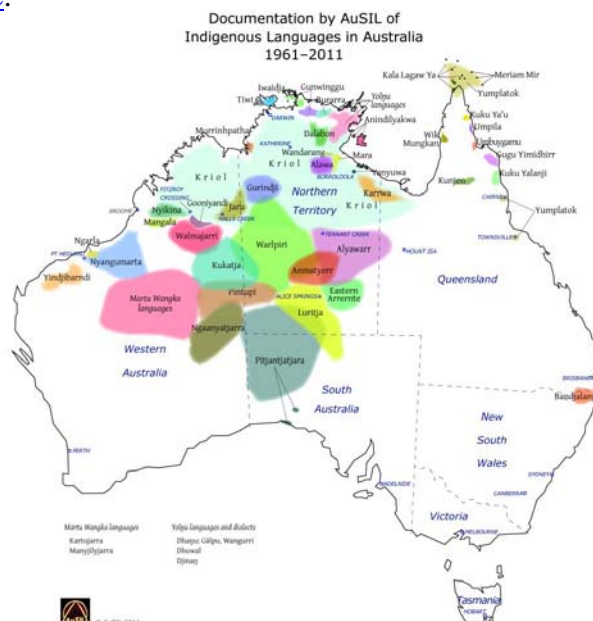 Documentation by AuSIL of
Indigenous Languages in Australia
1961–2011
Kala Lagaw Ya
Meriam Mir
Yumplatok
Iwaidja
Gunwinggu
Tiwi
Burarra
Yolŋu
languages
DARWIN
Anindilyakwa
Kuku Ya'u
Umpila
Murrinhpatha
Dalabon
KATHERINE
Wik
Mungkan
Umbuygamu
Wandarang
Mara
Kriol
Alawa
Gugu Yimidhirr
BORROLOOLA
Yanyuwa
Kriol
Kunjen
Kuku Yalanji
FITZROY
CROSSING
Gurindji
Northern
Territory
Karrwa
Gooniyandi
Jaru
Kriol
CAIRNS
BROOME
Nyikina
HALLS CREEK
Yumplatok
Mangala
Walmajarri
Warlpiri
TENNANT CREEK
TOWNSVILLE
Ngarla
PT HEDLAND
Nyangumarta
Alyawarr
MOUNT ISA
Kukatja
Anmatyerr
Queensland
Yindjibarndi
Pintupi
ALICE SPRINGS
Eastern
Arrernte
Martu Wangka
languages
Luritja
Ngaanyatjarra
Western
Australia
Pitjantjatjara
BRISBANE
South
Australia
Bandjalang
New
South
Wales
PERTH
SYDNEY
ADELAIDE
CANBERRA
Victoria
MELBOURNE
Martu Wangka languages
Kartujarra
Manyjilyjarra
Yolŋu languages and dialects
Dhaŋu: Gälpu, Wangurri
Dhuwal
Djinaŋ
Tasmania
HOBART
AuSIL